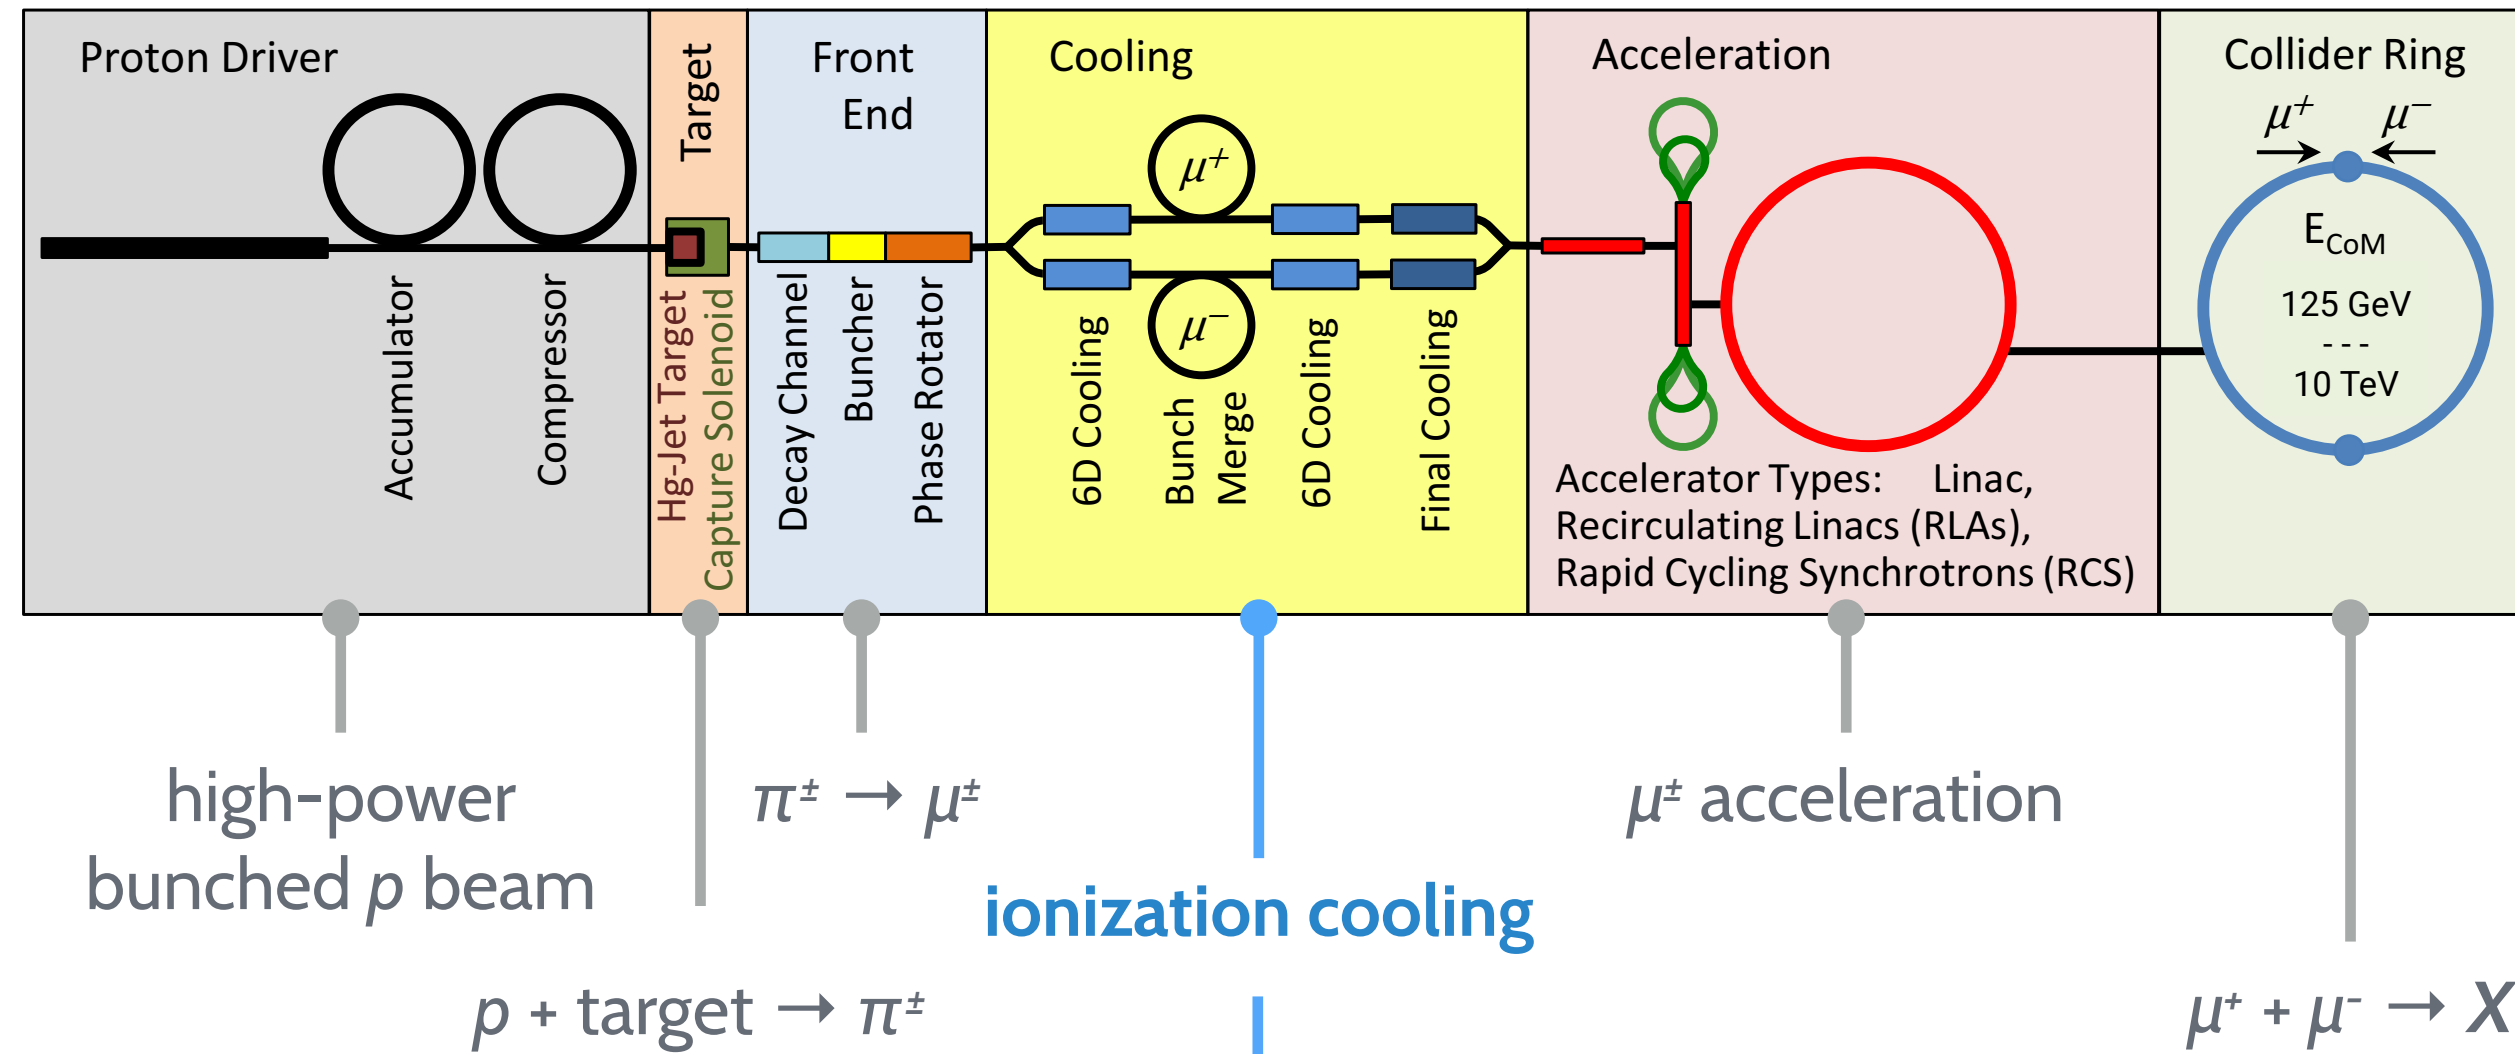 Proton Driver
Accumulator
Compressor
Target
Hg-Jet Target
Capture Solenoid
Front
End
Decay Channel
Buncher
Phase Rotator
Cooling
μ⁺
μ⁻
6D Cooling
Bunch
Merge
6D Cooling
Final Cooling
Acceleration
Accelerator Types: Linac,
Recirculating Linacs (RLAs),
Rapid Cycling Synchrotrons (RCS)
Collider Ring
μ⁺ μ⁻
E_CoM
125 GeV
- - -
10 TeV
high-power
bunched p beam
p + target → π±
π± → μ±
ionization cooling
μ± acceleration
μ⁺ + μ⁻ → X